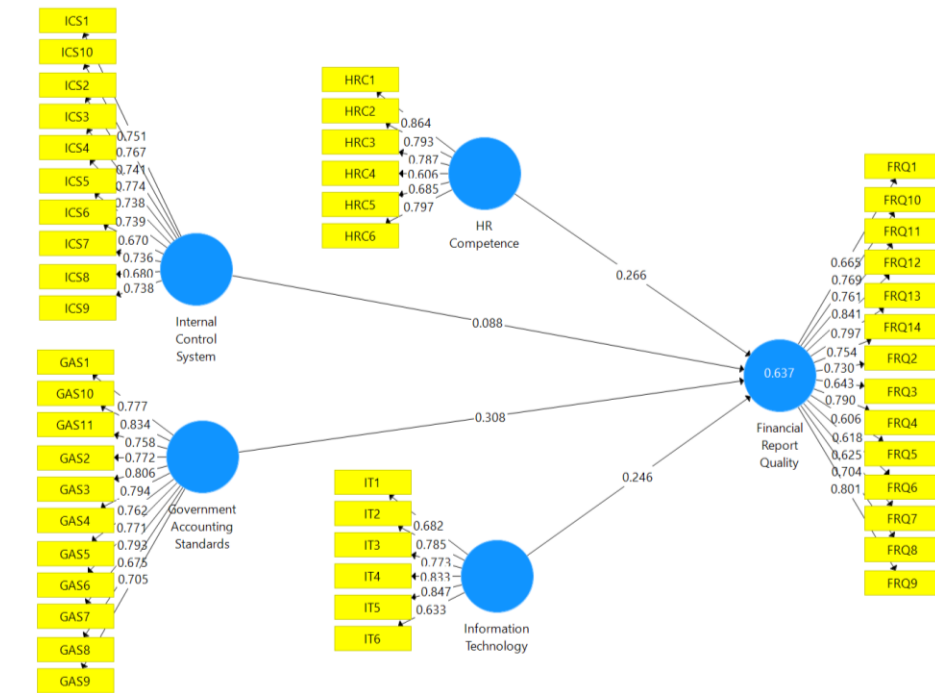 ICS1
ICS10
ICS2
ICS3
ICS4
ICS5
ICS6
ICS7
ICS8
ICS9
0.751
0.767
0.741
0.774
0.738
0.739
0.670
0.736
0.680
0.738
Internal
Control
System
HRC1
HRC2
HRC3
HRC4
HRC5
HRC6
0.864
0.793
0.787
0.606
0.685
0.797
HR
Competence
0.266
0.088
0.308
0.246
GAS1
GAS10
GAS11
GAS2
GAS3
GAS4
GAS5
GAS6
GAS7
GAS8
GAS9
0.777
0.834
0.758
0.772
0.806
0.794
0.762
0.771
0.793
0.675
0.705
Government
Accounting
Standards
IT1
IT2
IT3
IT4
IT5
IT6
0.682
0.785
0.773
0.833
0.847
0.633
Information
Technology
0.637
Financial
Report
Quality
0.665
0.769
0.761
0.841
0.797
0.754
0.730
0.643
0.790
0.606
0.618
0.625
0.704
0.801
FRQ1
FRQ10
FRQ11
FRQ12
FRQ13
FRQ14
FRQ2
FRQ3
FRQ4
FRQ5
FRQ6
FRQ7
FRQ8
FRQ9